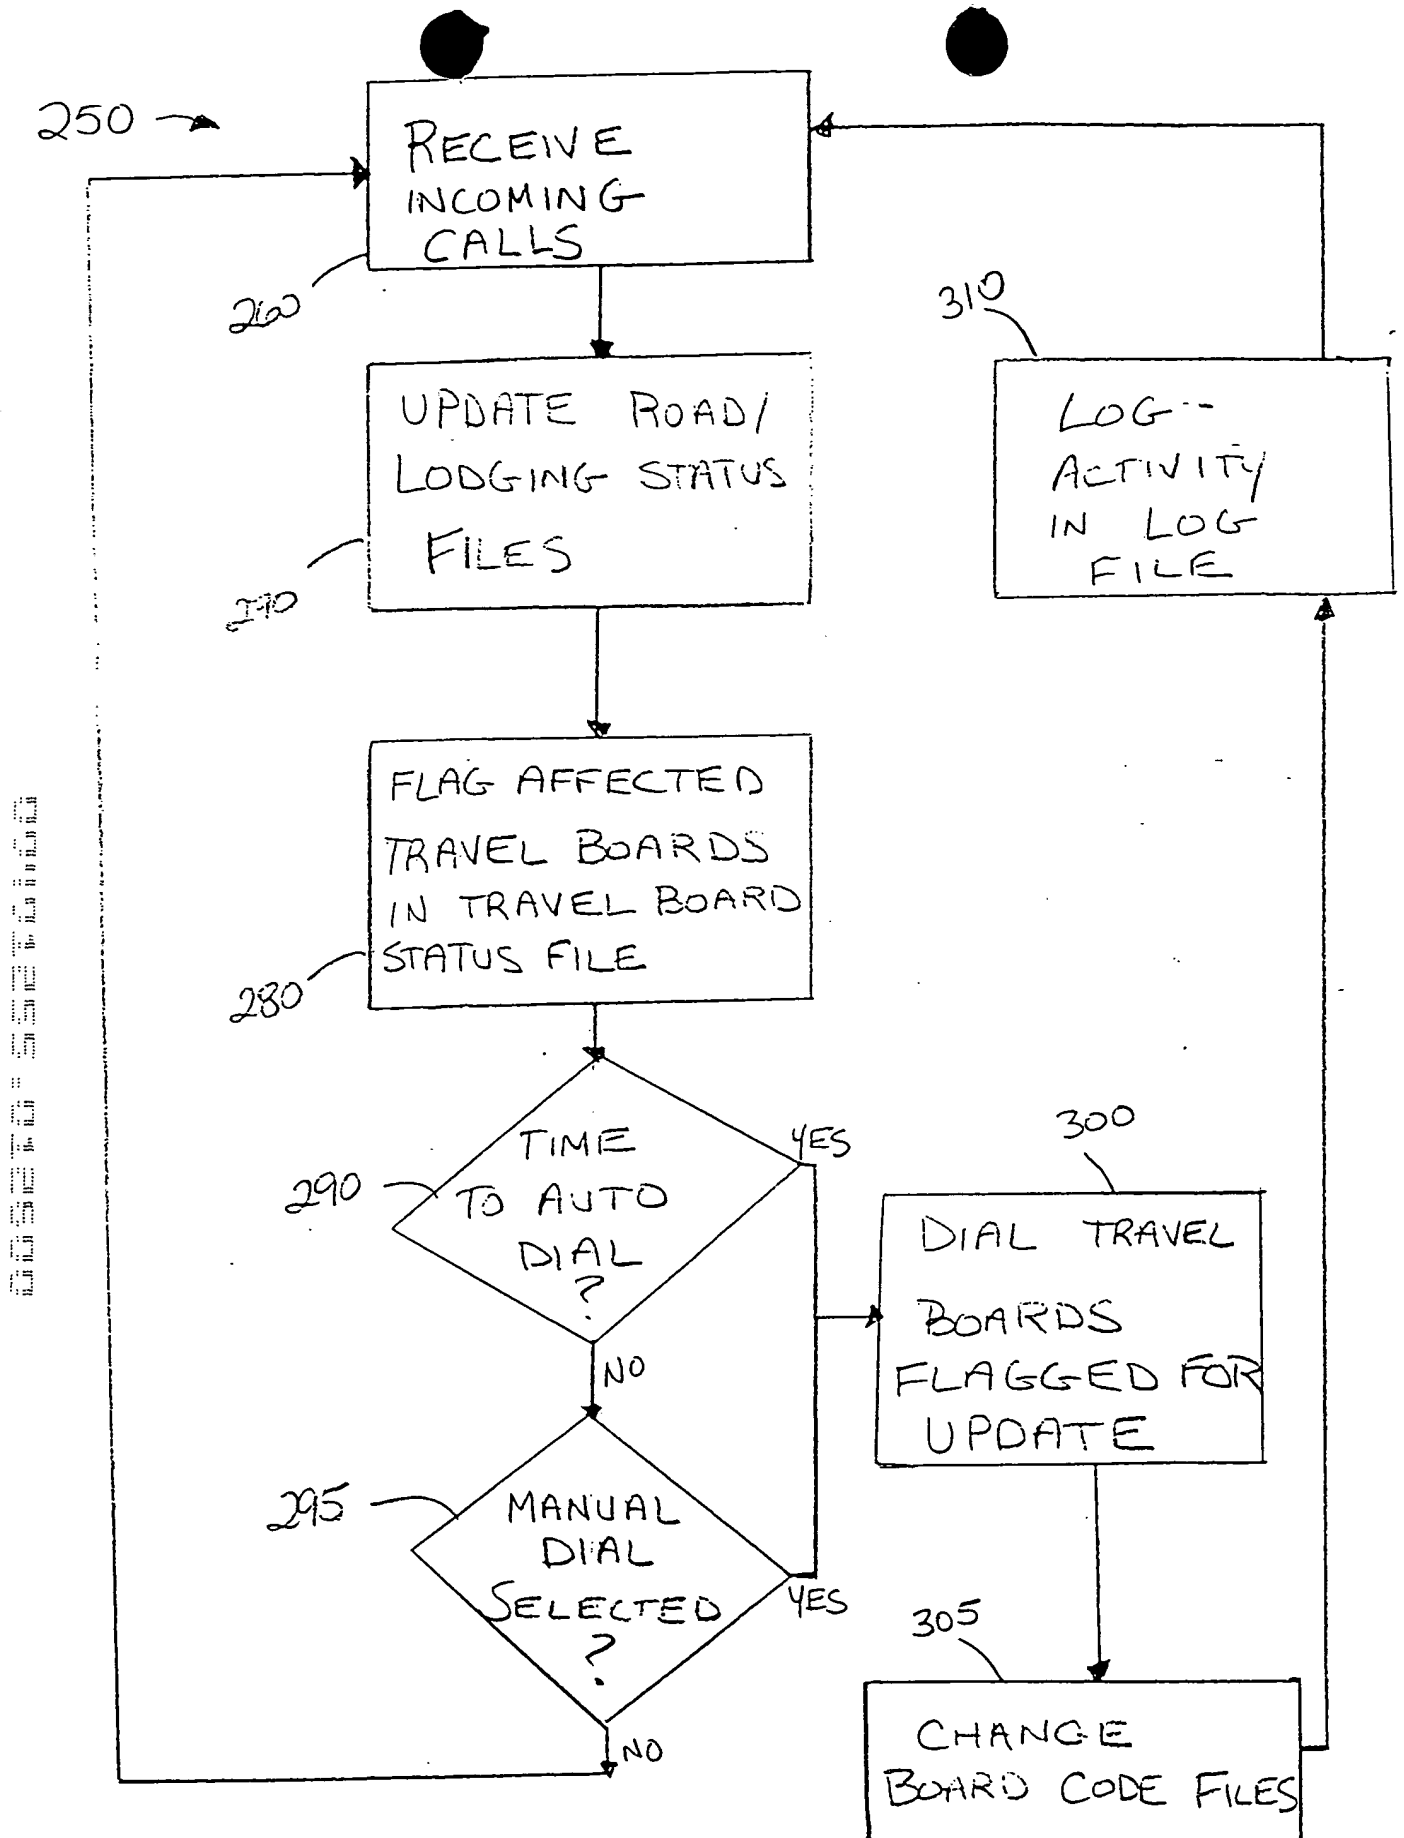 250
RECEIVE
INCOMING
CALLS
260
UPDATE ROAD/
LODGING STATUS
FILES
270
FLAG AFFECTED
TRAVEL BOARDS
IN TRAVEL BOARD
STATUS FILE
280
TIME
TO AUTO
DIAL
?
290
YES
NO
MANUAL
DIAL
SELECTED
?
295
YES
NO
300
DIAL TRAVEL
BOARDS
FLAGGED FOR
UPDATE
305
CHANGE
BOARD CODE FILES
310
LOG
ACTIVITY
IN LOG
FILE